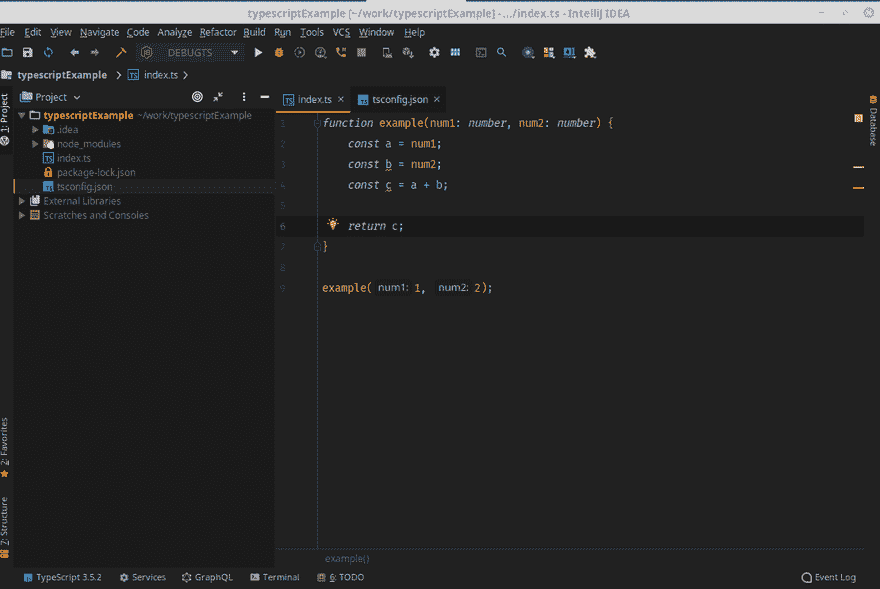 typescriptExample [~/work/typescriptExample] - .../index.ts - IntelliJ IDEA
File Edit View Navigate Code Analyze Refactor Build Run Tools VCS Window Help
DEBUGTS
typescriptExample index.ts
1: Project
Project
index.ts tsconfig.json
Database
typescriptExample ~/work/typescriptExample
.idea
node_modules
index.ts
package-lock.json
tsconfig.json
External Libraries
Scratches and Consoles
1 function example(num1: number, num2: number) {
2 const a = num1;
3 const b = num2;
4 const c = a + b;
5
6 return c;
7 }
8
9 example( num1: 1, num2: 2);
2: Favorites
7: Structure
example()
TypeScript 3.5.2 Services GraphQL Terminal 6: TODO Event Log